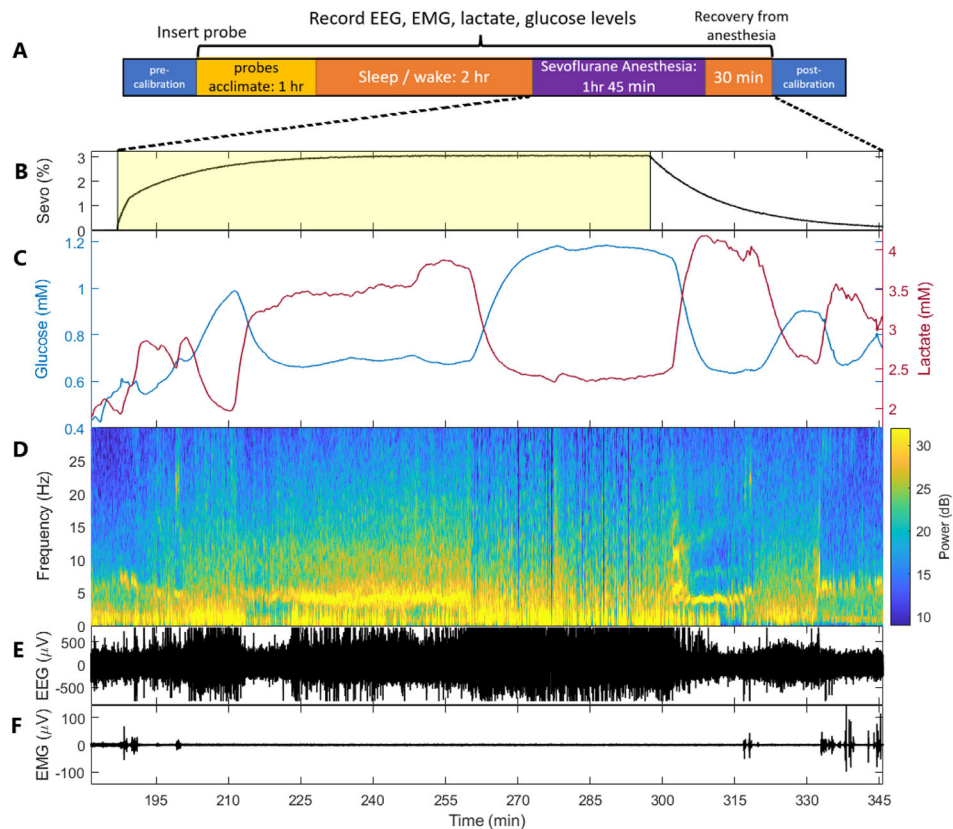 Record EEG, EMG, lactate, glucose levels
Recovery from
anesthesia
Insert probe
A
pre-
calibration
probes
acclimate: 1 hr
Sleep / wake: 2 hr
Sevoflurane Anesthesia:
1hr 45 min
30 min
post-
calibration
B
Sevo (%)
3
2
1
0
C
Glucose (mM)
1.2
1
0.8
0.6
0.4
Lactate (mM)
4
3.5
3
2.5
2
D
Frequency (Hz)
25
20
15
10
5
0
Power (dB)
30
20
10
E
EEG (μV)
500
0
-500
F
EMG (μV)
100
0
-100
195 210 225 240 255 270 285 300 315 330 345
Time (min)